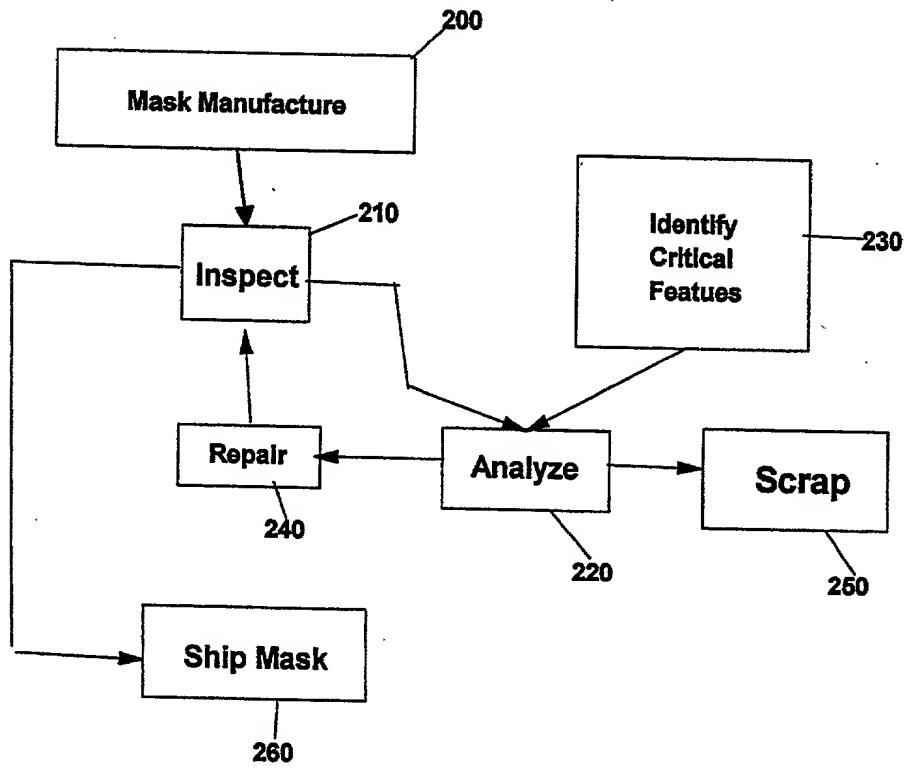 200
Mask Manufacture
210
Inspect
Identify
Critical
Featues
230
Repair
240
Analyze
220
Scrap
250
Ship Mask
260